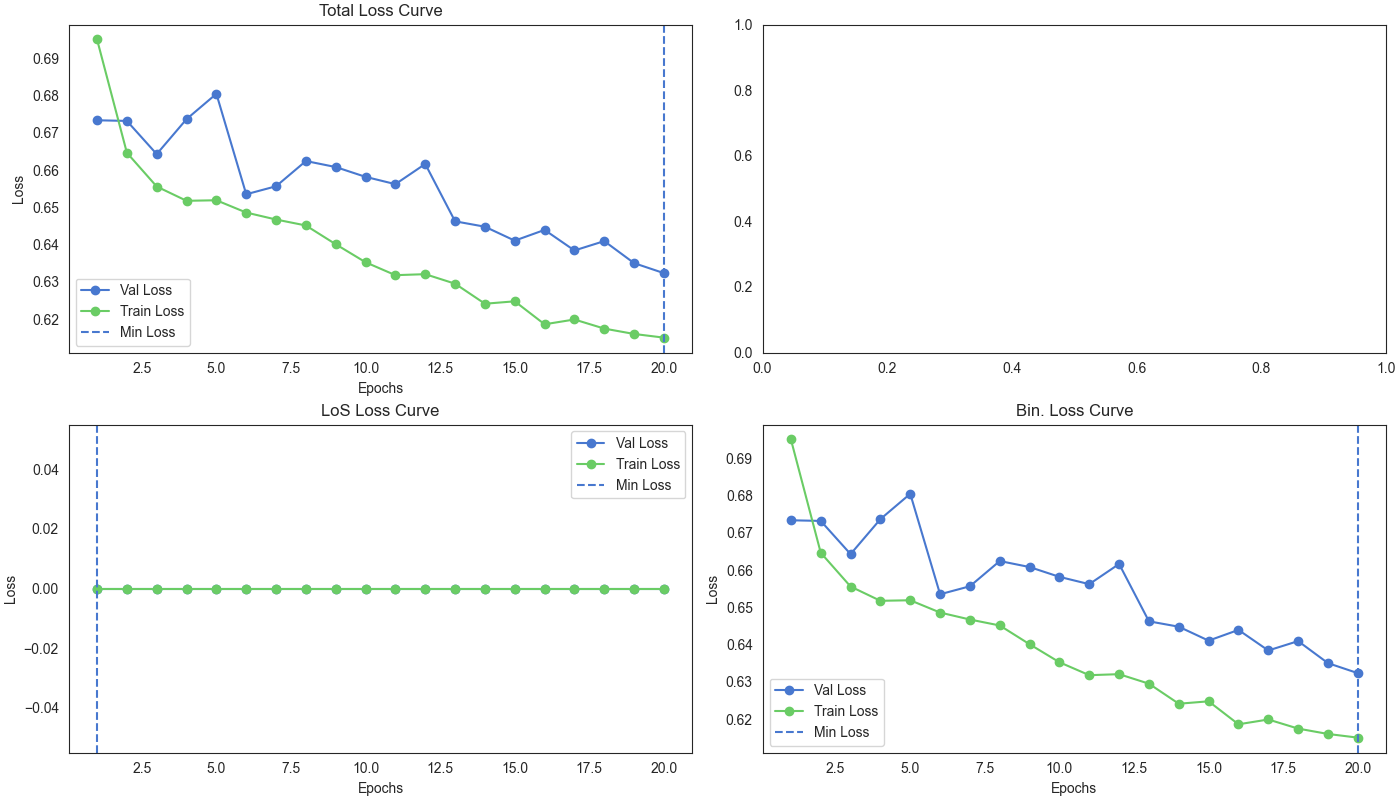 Total Loss Curve
0.69
0.68
0.67
0.66
0.65
0.64
0.63
0.62
Loss
Val Loss
Train Loss
Min Loss
2.5 5.0 7.5 10.0 12.5 15.0 17.5 20.0
Epochs
1.0
0.8
0.6
0.4
0.2
0.0
0.0 0.2 0.4 0.6 0.8 1.0
LoS Loss Curve
0.04
0.02
0.00
−0.02
−0.04
Loss
Val Loss
Train Loss
Min Loss
2.5 5.0 7.5 10.0 12.5 15.0 17.5 20.0
Epochs
Bin. Loss Curve
0.69
0.68
0.67
0.66
0.65
0.64
0.63
0.62
Loss
Val Loss
Train Loss
Min Loss
2.5 5.0 7.5 10.0 12.5 15.0 17.5 20.0
Epochs